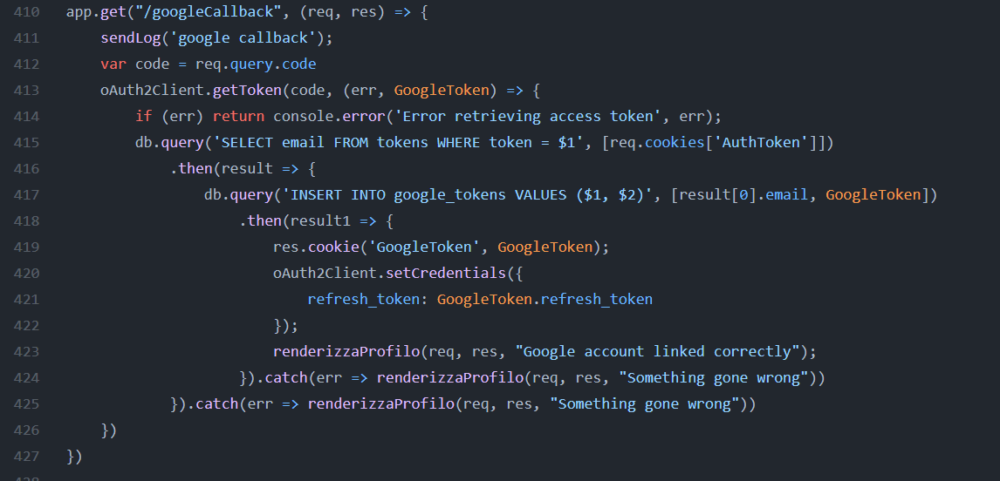 410 app.get("/googleCallback", (req, res) => {
411     sendLog('google callback');
412     var code = req.query.code
413     oAuth2Client.getToken(code, (err, GoogleToken) => {
414         if (err) return console.error('Error retrieving access token', err);
415         db.query('SELECT email FROM tokens WHERE token = $1', [req.cookies['AuthToken']])
416             .then(result => {
417                 db.query('INSERT INTO google_tokens VALUES ($1, $2)', [result[0].email, GoogleToken])
418                     .then(result1 => {
419                         res.cookie('GoogleToken', GoogleToken);
420                         oAuth2Client.setCredentials({
421                             refresh_token: GoogleToken.refresh_token
422                         });
423                         renderizzaProfilo(req, res, "Google account linked correctly");
424                     }).catch(err => renderizzaProfilo(req, res, "Something gone wrong"))
425             }).catch(err => renderizzaProfilo(req, res, "Something gone wrong"))
426     })
427 })